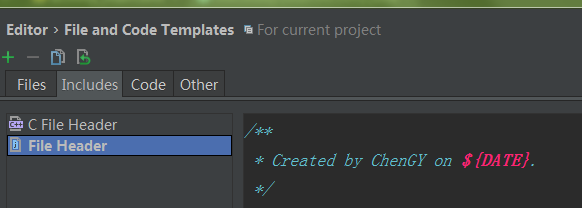 Editor › File and Code Templates For current project
Files Includes Code Other
C File Header
File Header
/**
* Created by ChenGY on ${DATE}.
*/